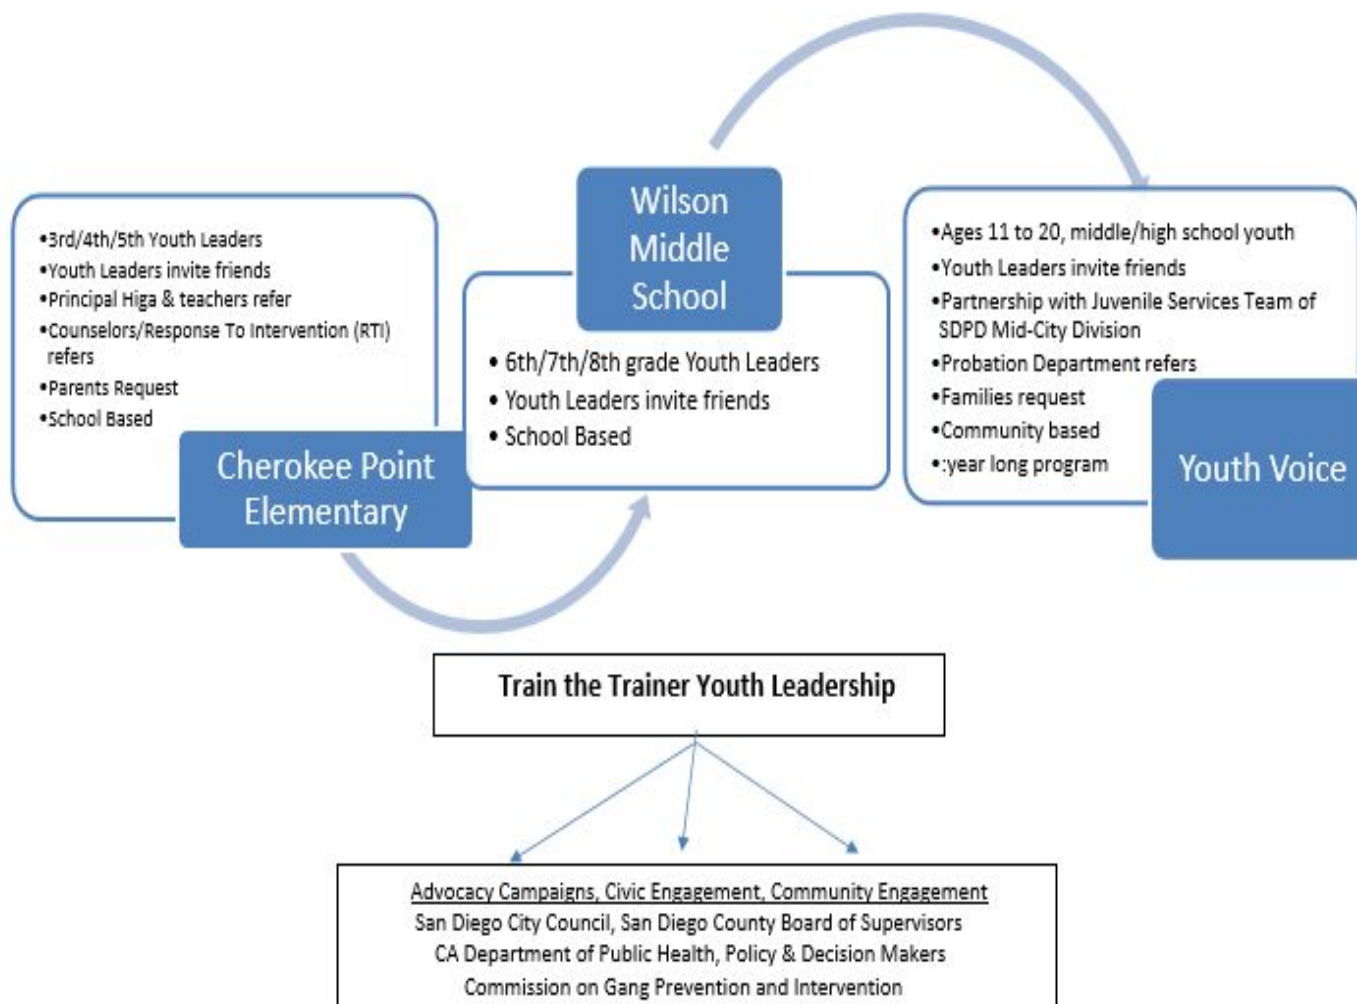 •3rd/4th/5th Youth Leaders
•Youth Leaders invite friends
•Principal Higa & teachers refer
•Counselors/Response To Intervention (RTI)
refers
•Parents Request
•School Based
Cherokee Point
Elementary
Wilson
Middle
School
• 6th/7th/8th grade Youth Leaders
• Youth Leaders invite friends
• School Based
•Ages 11 to 20, middle/high school youth
•Youth Leaders invite friends
•Partnership with Juvenile Services Team of
SDPD Mid-City Division
•Probation Department refers
•Families request
•Community based
•:year long program
Youth Voice
Train the Trainer Youth Leadership
Advocacy Campaigns, Civic Engagement, Community Engagement
San Diego City Council, San Diego County Board of Supervisors
CA Department of Public Health, Policy & Decision Makers
Commission on Gang Prevention and Intervention